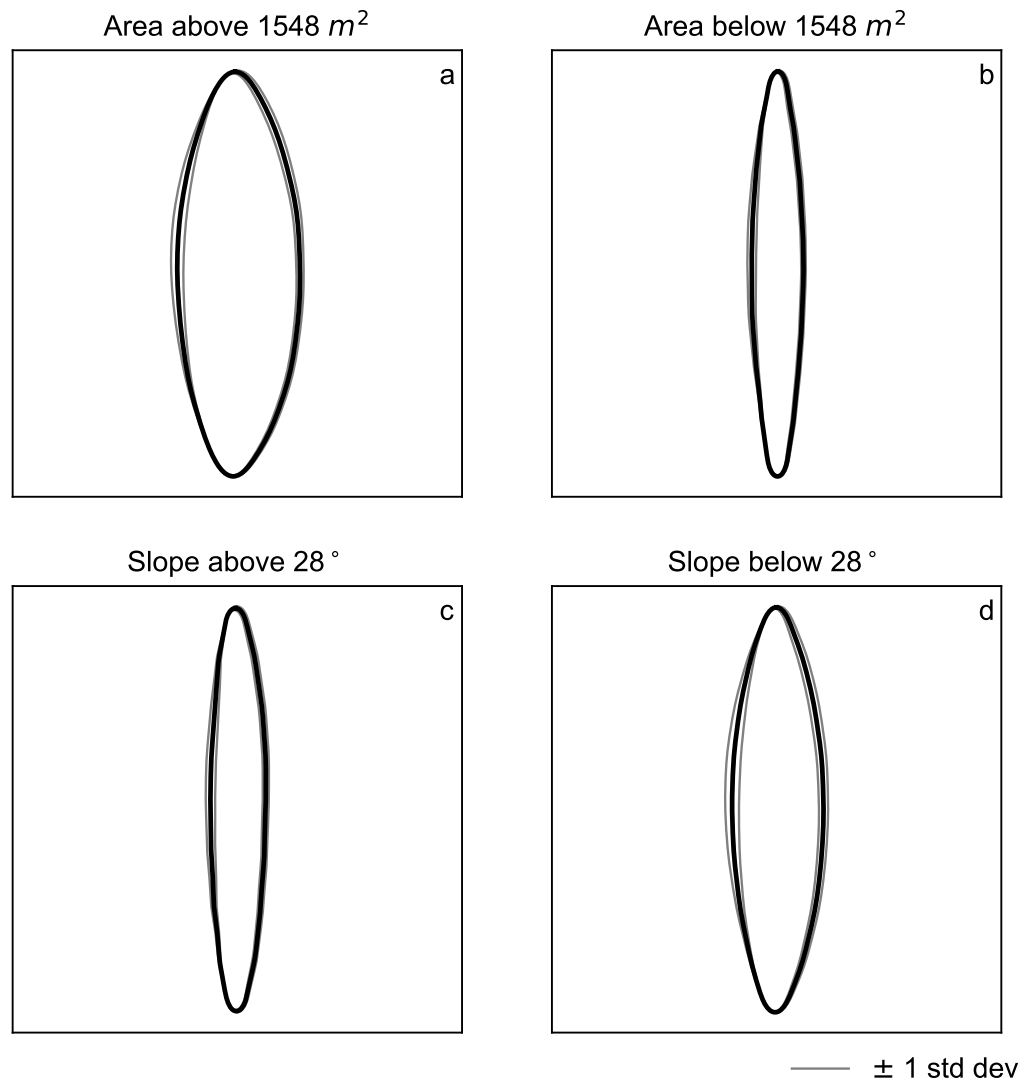 Area above 1548 m²
Area below 1548 m²
a
b
Slope above 28 °
Slope below 28 °
c
d
± 1 std dev